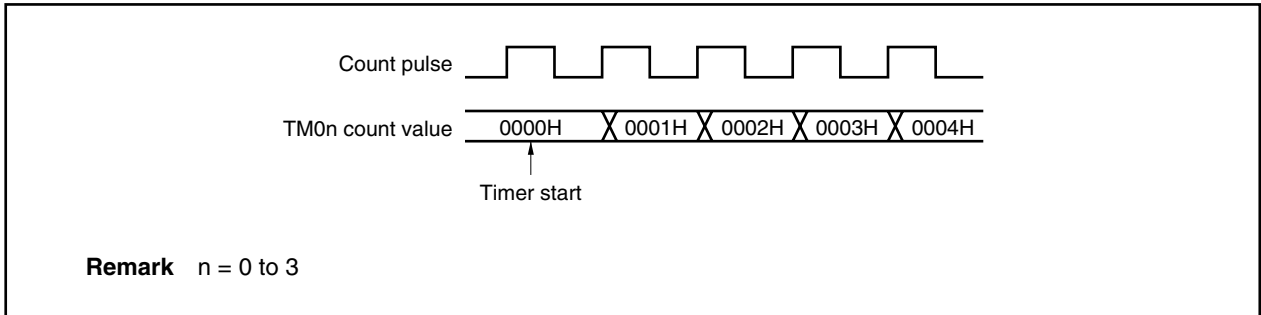 Count pulse
TM0n count value 0000H 0001H 0002H 0003H 0004H
Timer start
Remark n = 0 to 3